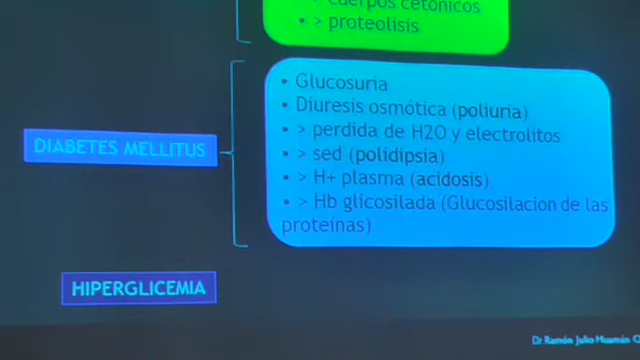 cuerpos cetónicos
• > proteolisis
DIABETES MELLITUS
• Glucosuria
• Diuresis osmótica (poliuria)
• > perdida de H2O y electrolitos
• > sed (polidipsia)
• > H+ plasma (acidosis)
• > Hb glicosilada (Glucosilacion de las
proteínas)
HIPERGLICEMIA
Dr Ramón Julio Huamán